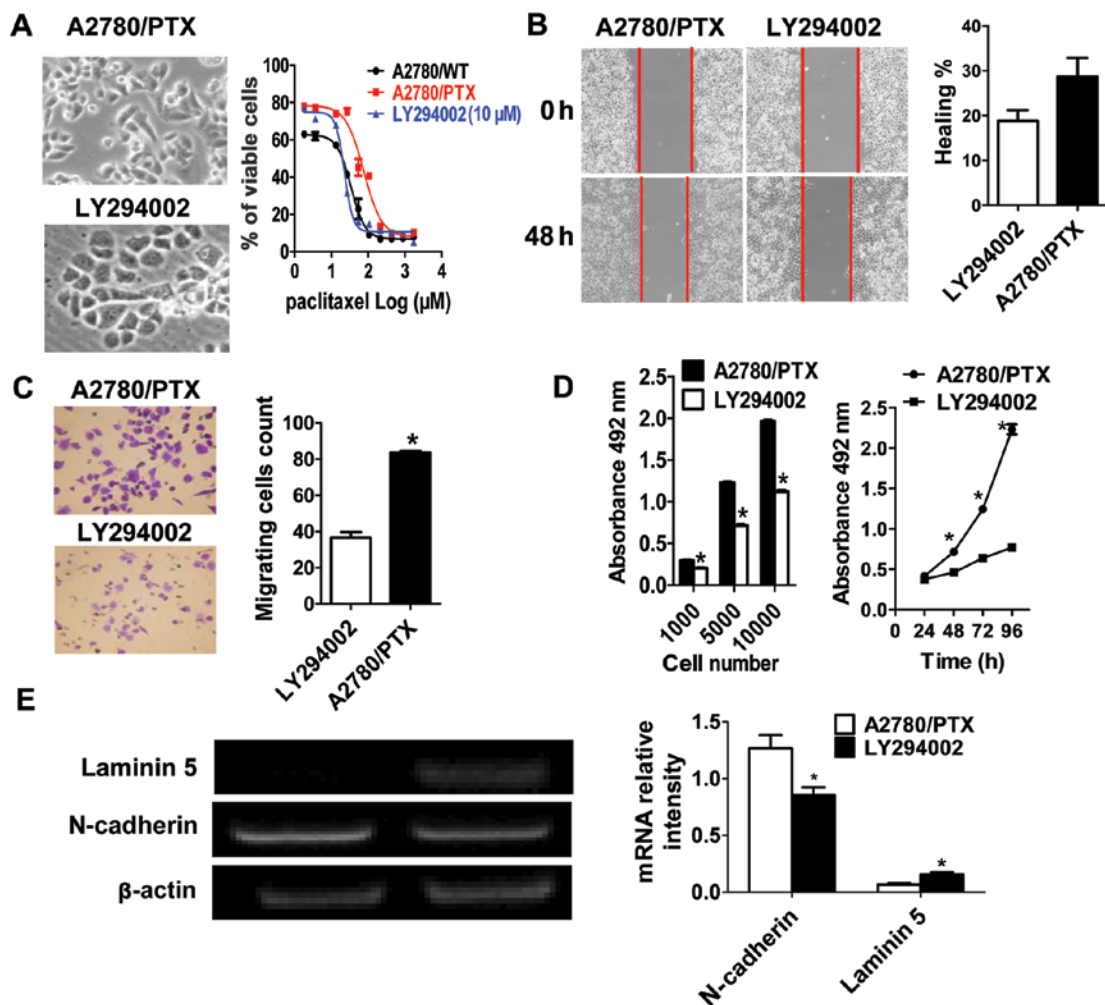 A
A2780/PTX
LY294002
% of viable cells
100
80
60
40
20
0
0 1 2 3 4
paclitaxel Log (µM)
A2780/WT
A2780/PTX
LY294002 (10 µM)
B
A2780/PTX LY294002
0 h
48 h
Healing %
40
30
20
10
0
LY294002
A2780/PTX
C
A2780/PTX
LY294002
Migrating cells count
100
80
60
40
20
0
*
LY294002
A2780/PTX
D
A2780/PTX
LY294002
Absorbance 492 nm
2.5
2.0
1.5
1.0
0.5
0.0
* * *
1000 5000 10000
Cell number
A2780/PTX
LY294002
Absorbance 492 nm
2.5
2.0
1.5
1.0
0.5
0.0
* * *
0 24 48 72 96
Time (h)
E
Laminin 5
N-cadherin
β-actin
A2780/PTX
LY294002
mRNA relative
intensity
1.5
1.0
0.5
0.0
* *
N-cadherin
Laminin 5